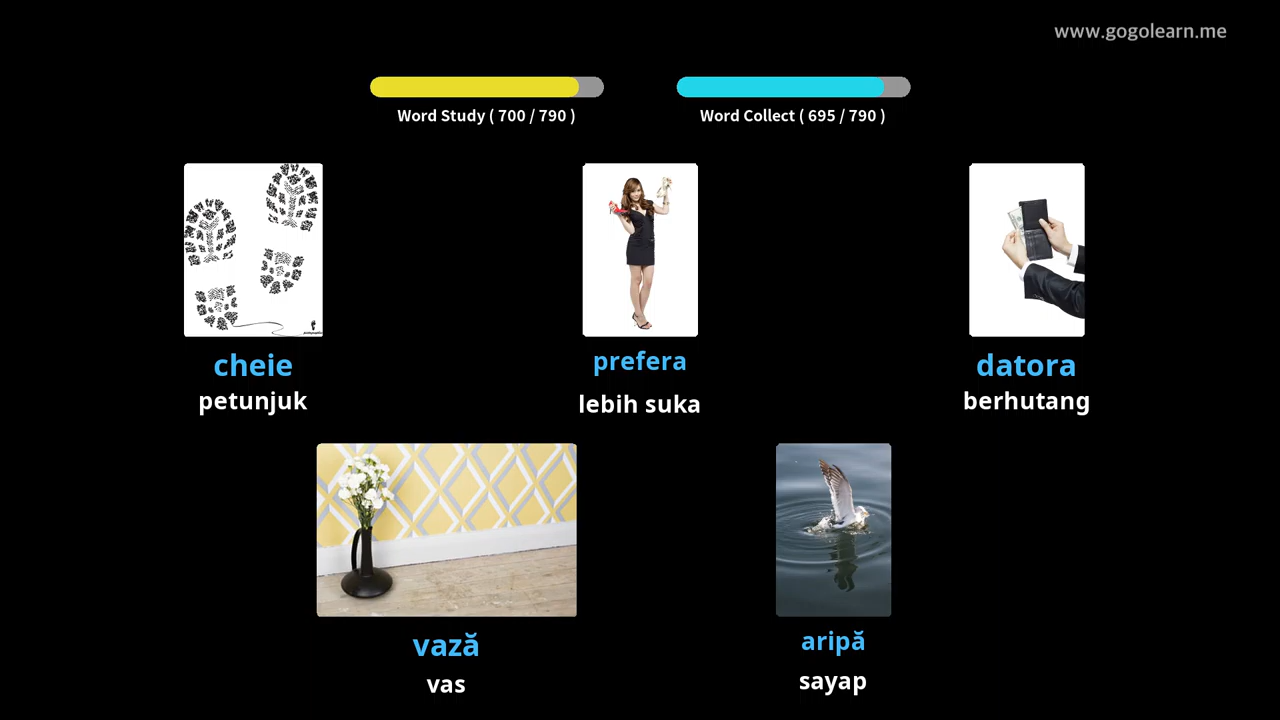 www.gogolearn.me
Word Study ( 700 / 790 )
Word Collect ( 695 / 790 )
cheie
petunjuk
prefera
lebih suka
datora
berhutang
vază
vas
aripă
sayap